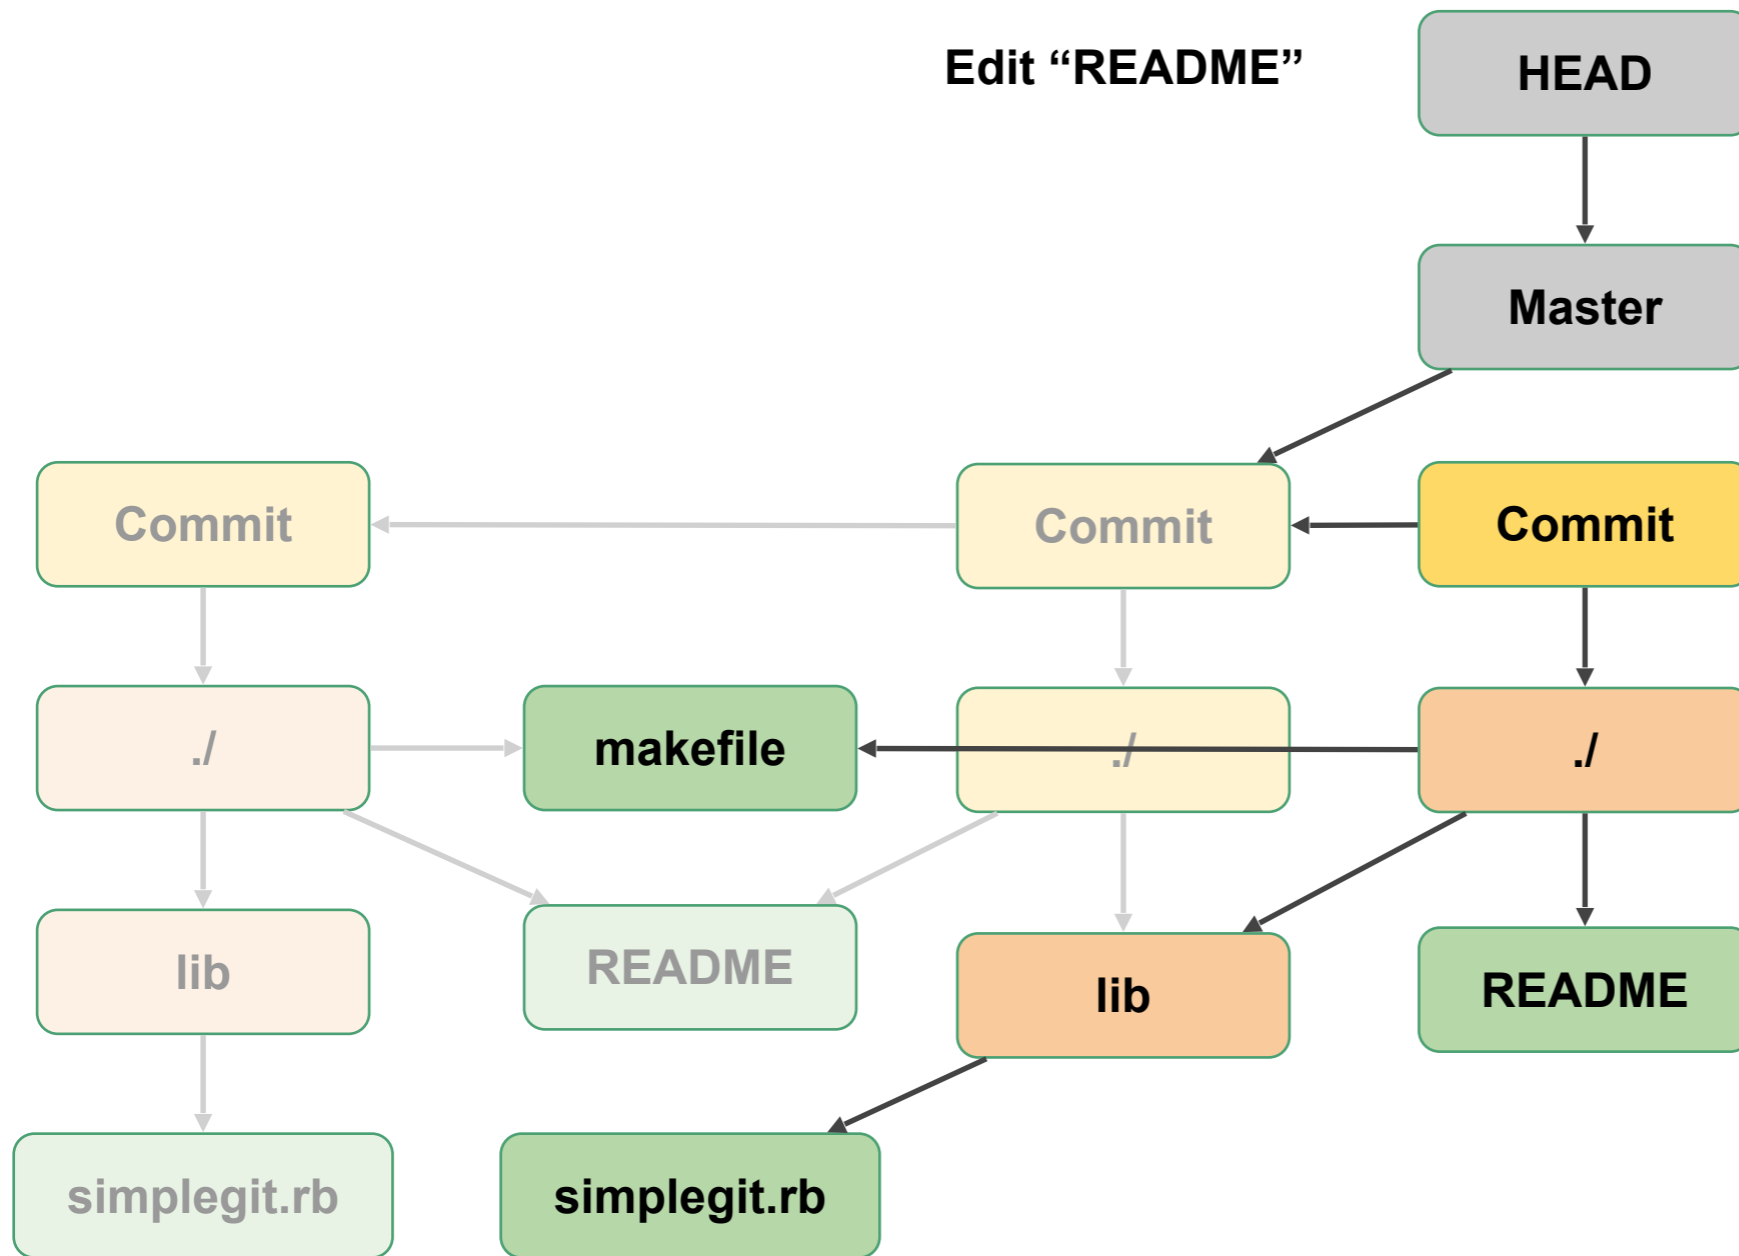 Edit “README”
HEAD
Master
Commit
Commit
Commit
./
makefile
./
./
lib
README
lib
README
simplegit.rb
simplegit.rb